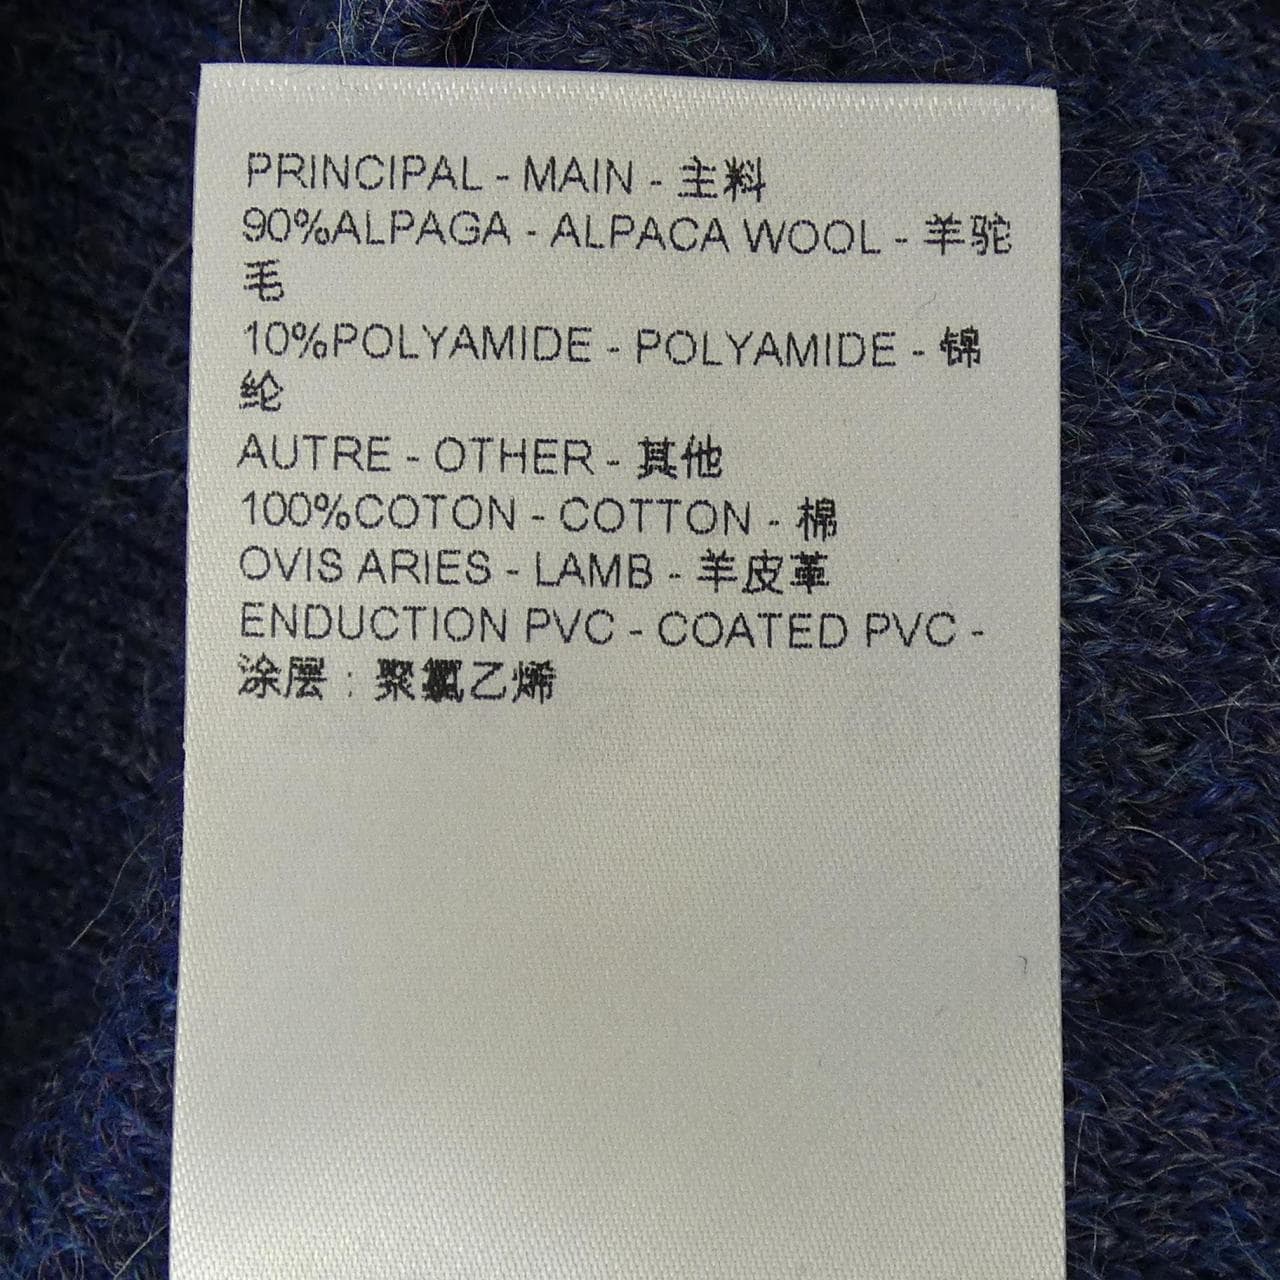 PRINCIPAL - MAIN - 主料
90%ALPAGA - ALPACA WOOL - 羊驼
毛
10%POLYAMIDE - POLYAMIDE - 锦
纶
AUTRE - OTHER - 其他
100%COTON - COTTON - 棉
OVIS ARIES - LAMB - 羊皮革
ENDUCTION PVC - COATED PVC -
涂层：聚氯乙烯